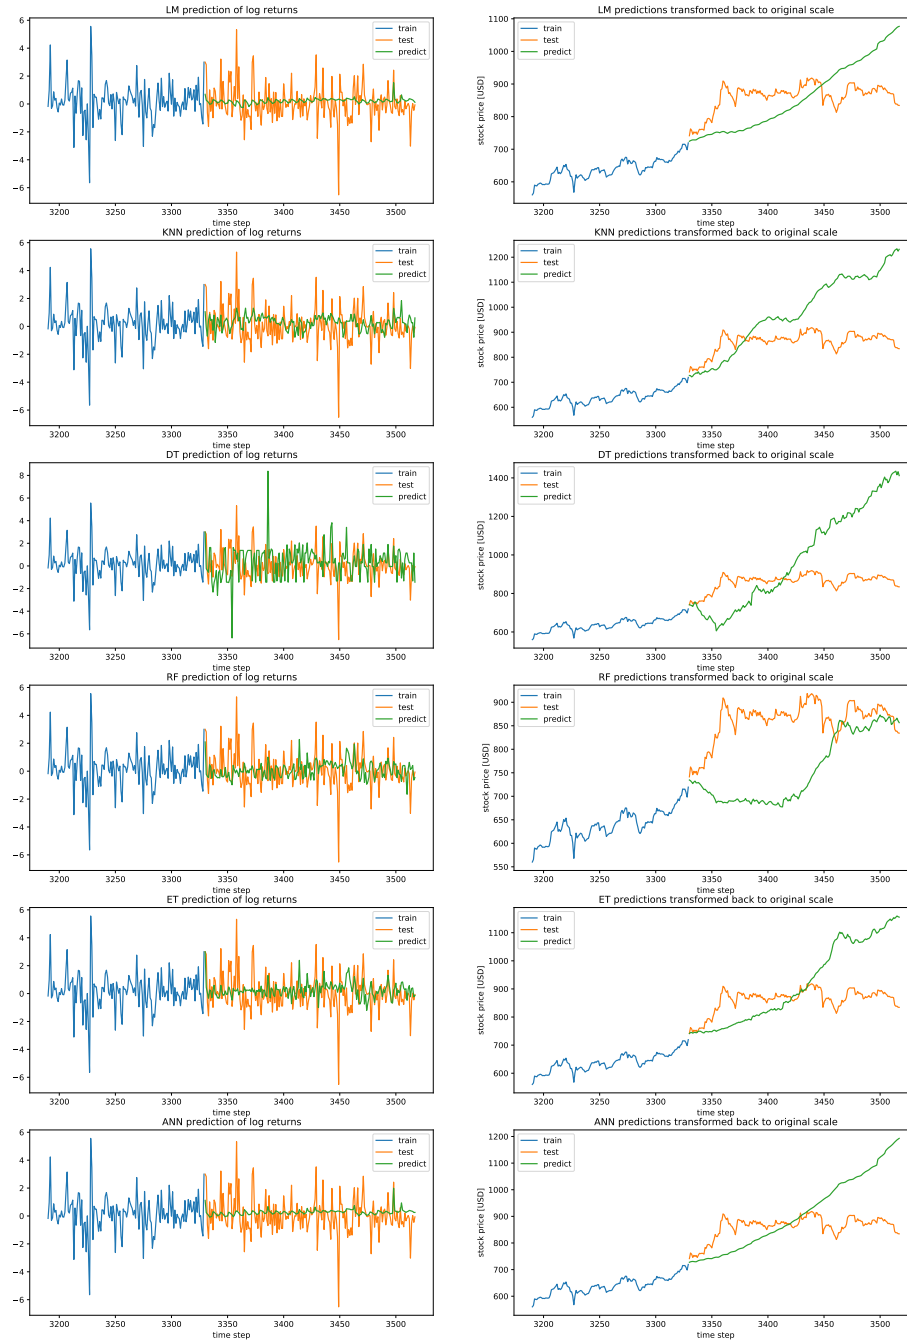 LM prediction of log returns
6
4
2
0
−2
−4
−6
train
test
predict
3200 3250 3300 3350 3400 3450 3500
time step
LM predictions transformed back to original scale
stock price [USD]
1100
1000
900
800
700
600
train
test
predict
3200 3250 3300 3350 3400 3450 3500
time step
KNN prediction of log returns
6
4
2
0
−2
−4
−6
train
test
predict
3200 3250 3300 3350 3400 3450 3500
time step
KNN predictions transformed back to original scale
stock price [USD]
1200
1100
1000
900
800
700
600
train
test
predict
3200 3250 3300 3350 3400 3450 3500
time step
DT prediction of log returns
8
6
4
2
0
−2
−4
−6
train
test
predict
3200 3250 3300 3350 3400 3450 3500
time step
DT predictions transformed back to original scale
stock price [USD]
1400
1200
1000
800
600
train
test
predict
3200 3250 3300 3350 3400 3450 3500
time step
RF prediction of log returns
6
4
2
0
−2
−4
−6
train
test
predict
3200 3250 3300 3350 3400 3450 3500
time step
RF predictions transformed back to original scale
stock price [USD]
900
850
800
750
700
650
600
550
train
test
predict
3200 3250 3300 3350 3400 3450 3500
time step
ET prediction of log returns
6
4
2
0
−2
−4
−6
train
test
predict
3200 3250 3300 3350 3400 3450 3500
time step
ET predictions transformed back to original scale
stock price [USD]
1100
1000
900
800
700
600
train
test
predict
3200 3250 3300 3350 3400 3450 3500
time step
ANN prediction of log returns
6
4
2
0
−2
−4
−6
train
test
predict
3200 3250 3300 3350 3400 3450 3500
time step
ANN predictions transformed back to original scale
stock price [USD]
1200
1100
1000
900
800
700
600
train
test
predict
3200 3250 3300 3350 3400 3450 3500
time step